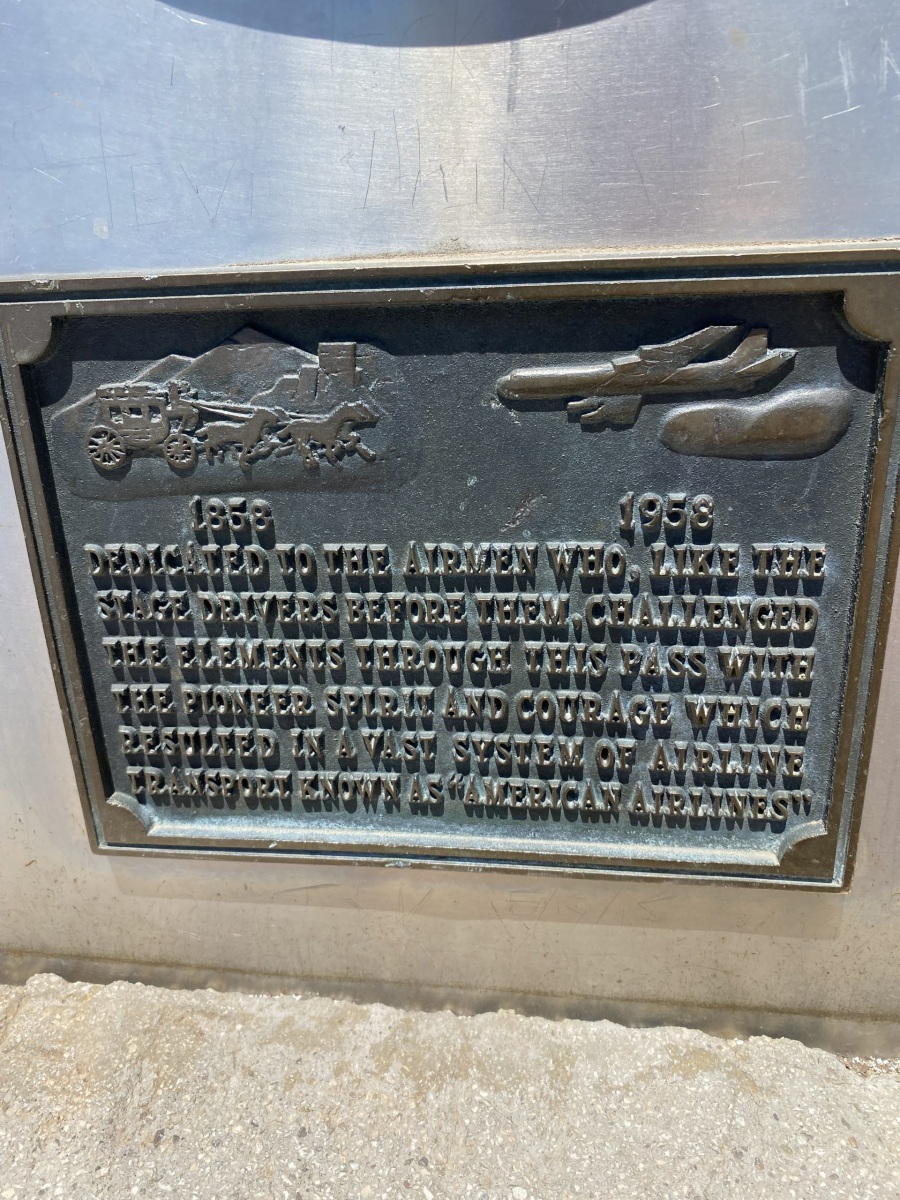 1858 1958
DEDICATED TO THE AIRMEN WHO, LIKE THE
STAGE DRIVERS BEFORE THEM, CHALLENGED
THE ELEMENTS THROUGH THIS PASS WITH
THE PIONEER SPIRIT AND COURAGE WHICH
RESULTED IN A VAST SYSTEM OF AIRLINE
TRANSPORT KNOWN AS "AMERICAN AIRLINES"